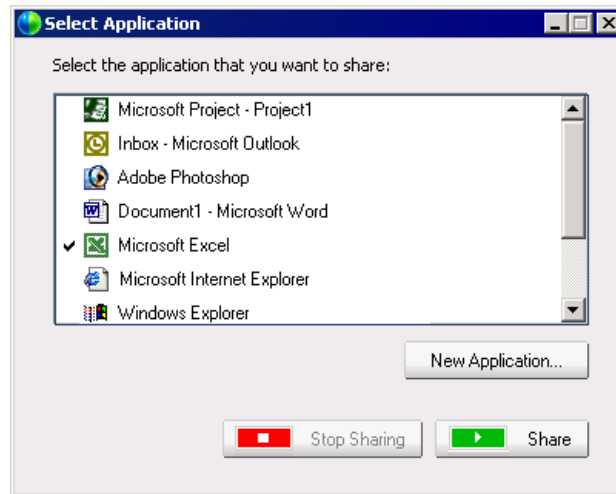 Select Application
Select the application that you want to share:
Microsoft Project - Project1
Inbox - Microsoft Outlook
Adobe Photoshop
Document1 - Microsoft Word
Microsoft Excel
Microsoft Internet Explorer
Windows Explorer
New Application...
Stop Sharing
Share